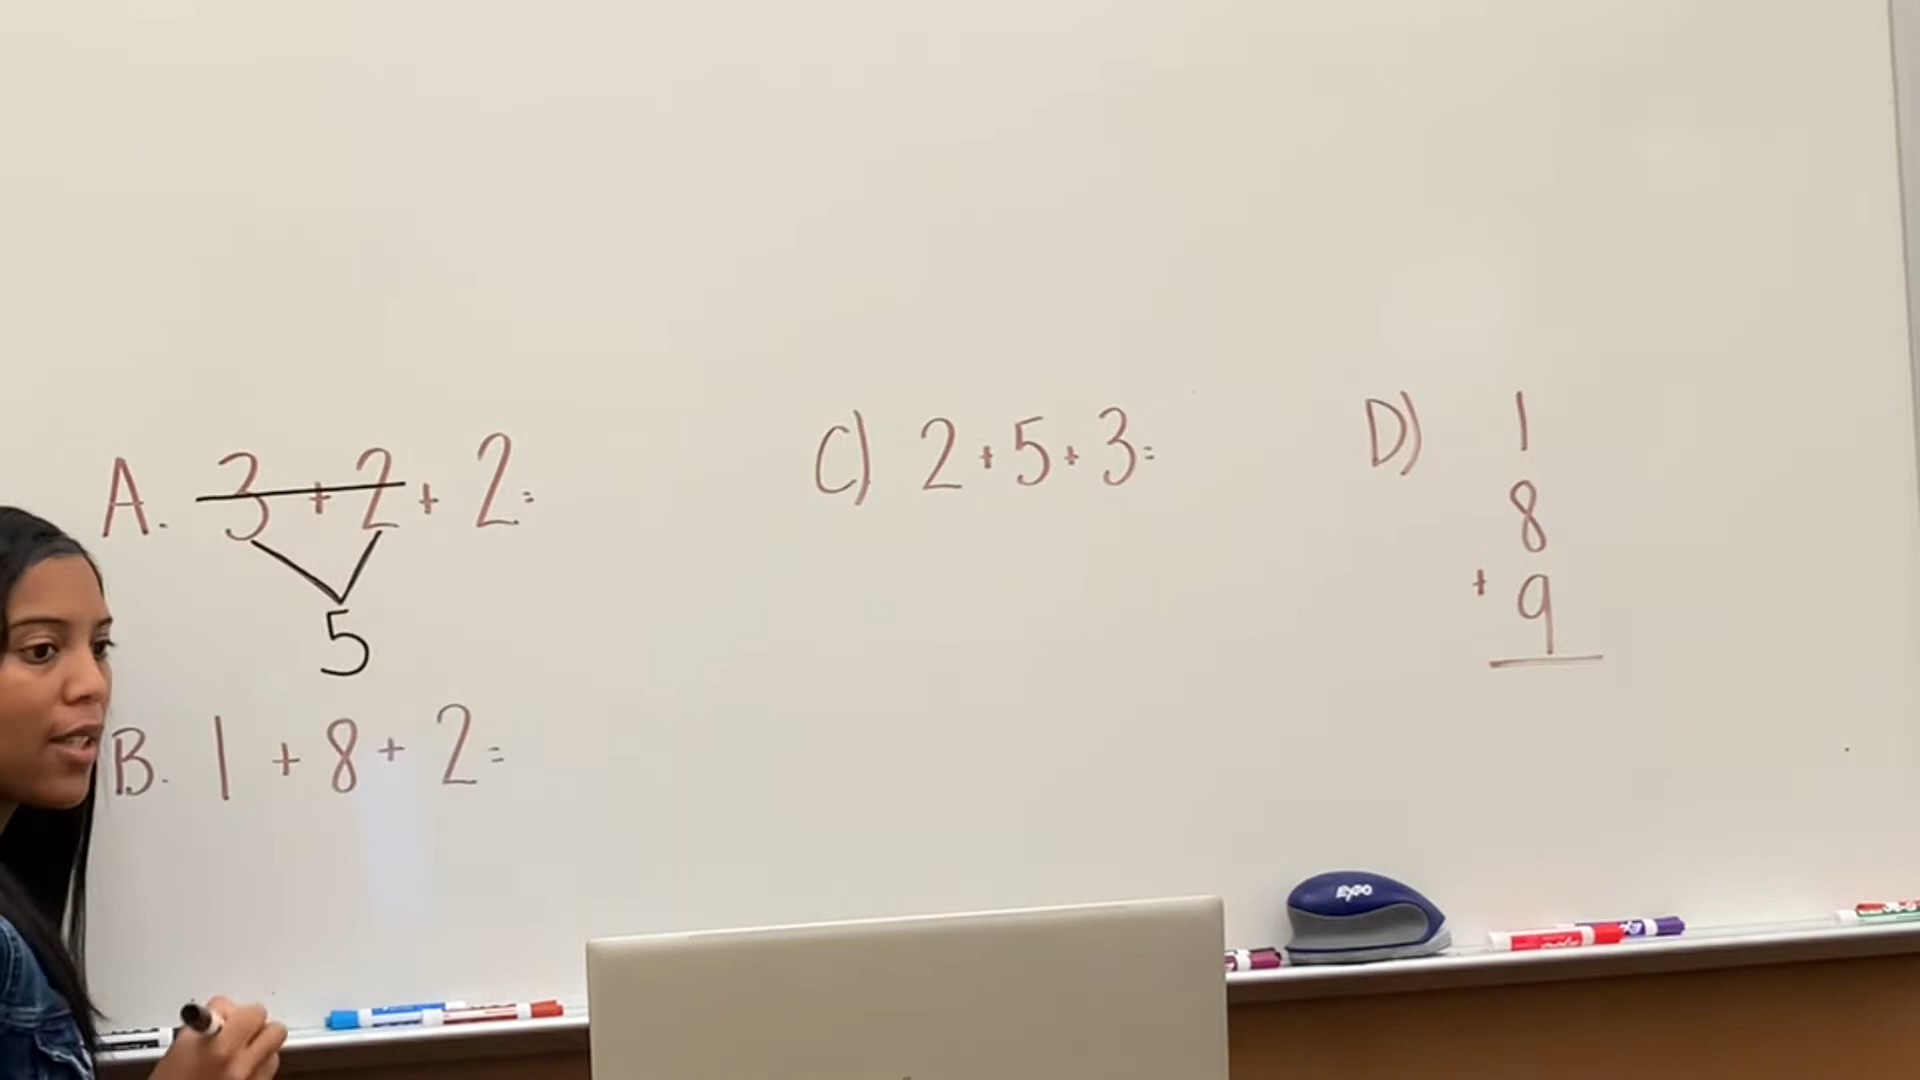 A. 3 + 2 + 2 =
5
B. 1 + 8 + 2 =
C) 2 + 5 + 3 =
D) 1
8
+ 9
EXPO